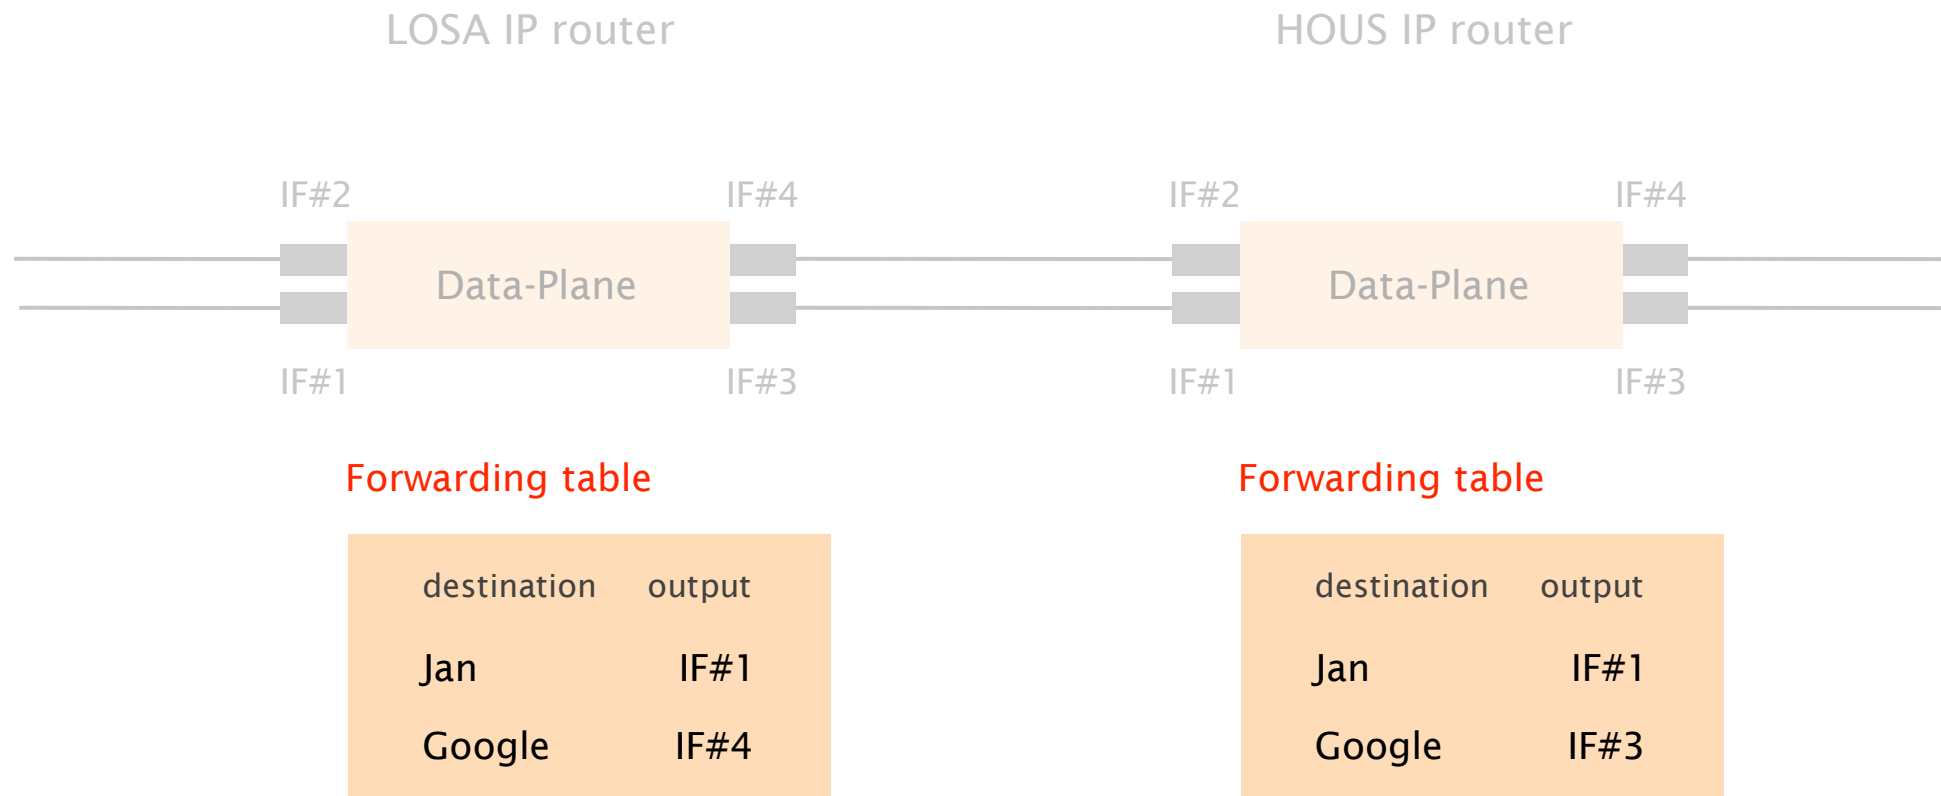 LOSA IP router HOUS IP router
IF#2 IF#4 IF#2 IF#4
Data-Plane Data-Plane
IF#1 IF#3 IF#1 IF#3
Forwarding table Forwarding table
destination output destination output
Jan IF#1 Jan IF#1
Google IF#4 Google IF#3